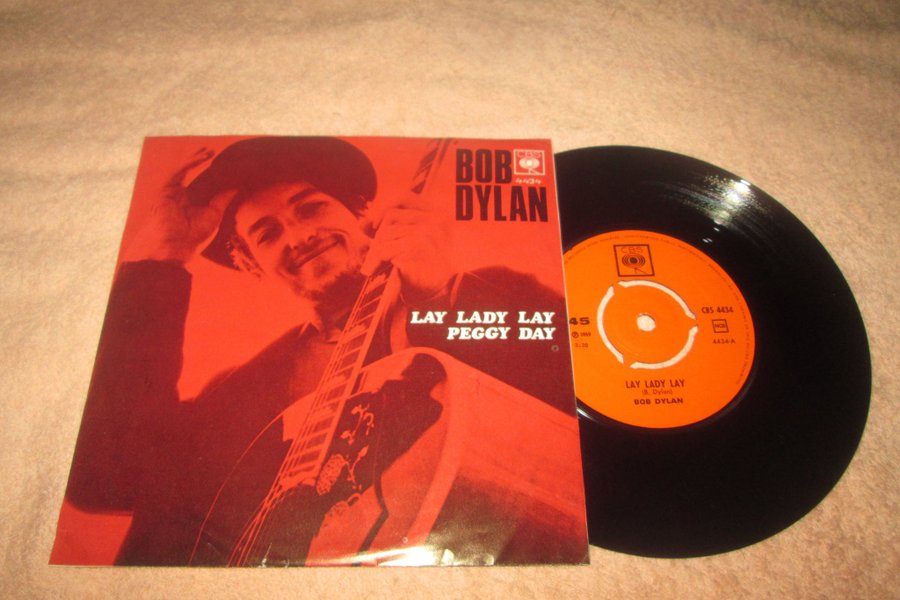 BOB
DYLAN
CBS
4434
LAY LADY LAY
PEGGY DAY
CBS
45
CBS 4434
NCB
4434-A
LAY LADY LAY
(B. Dylan)
BOB DYLAN